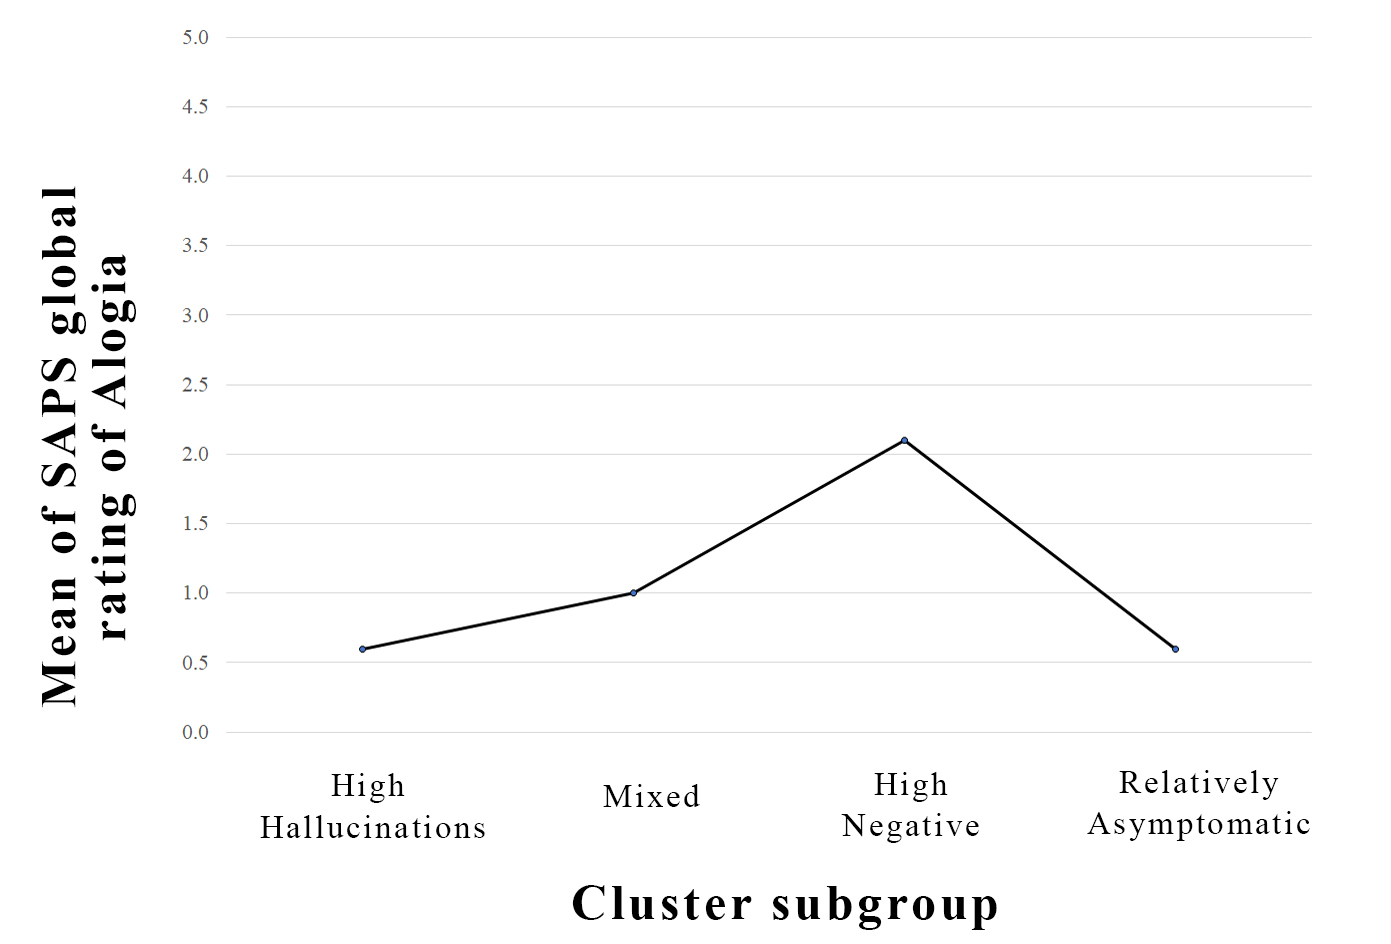 Mean of SAPS global
rating of Alogia
5.0
4.5
4.0
3.5
3.0
2.5
2.0
1.5
1.0
0.5
0.0
High
Hallucinations
Mixed
High
Negative
Relatively
Asymptomatic
Cluster subgroup